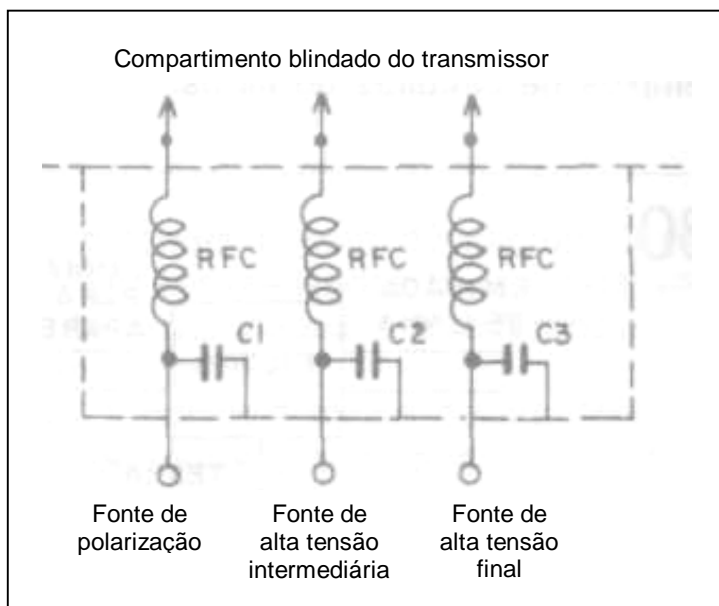 Compartimento blindado do transmissor
RFC RFC RFC
C1 C2 C3
Fonte de
polarização
Fonte de
alta tensão
intermediária
Fonte de
alta tensão
final